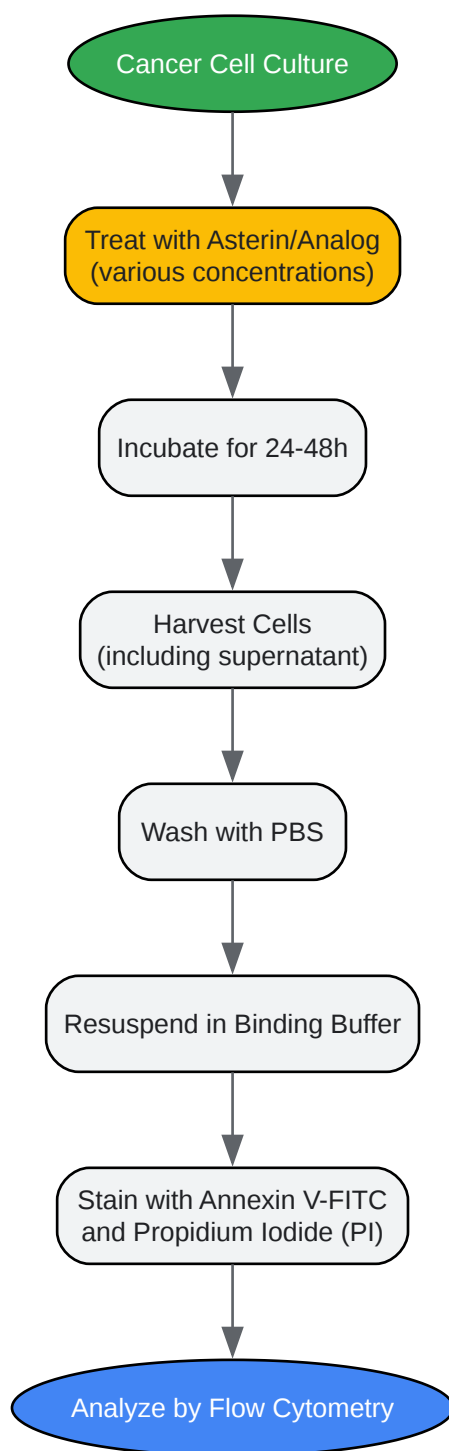 Cancer Cell Culture
Treat with Asterin/Analog
(various concentrations)
Incubate for 24-48h
Harvest Cells
(including supernatant)
Wash with PBS
Resuspend in Binding Buffer
Stain with Annexin V-FITC
and Propidium Iodide (PI)
Analyze by Flow Cytometry